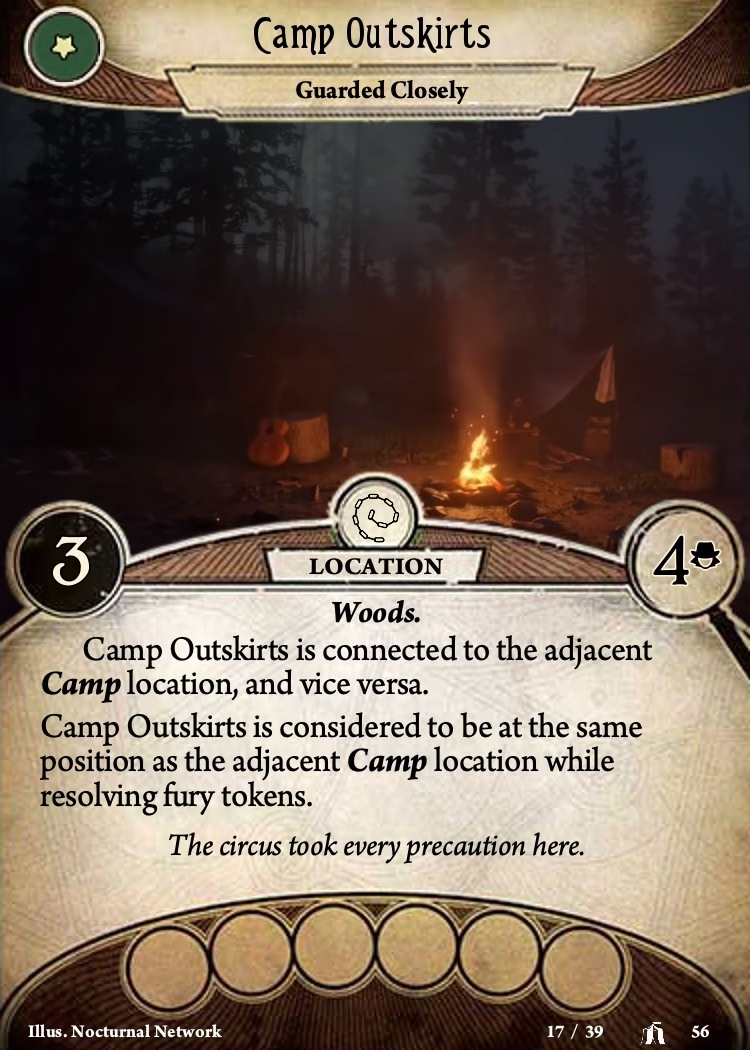 Camp Outskirts
Guarded Closely
3
LOCATION
4
Woods.
Camp Outskirts is connected to the adjacent
Camp location, and vice versa.
Camp Outskirts is considered to be at the same
position as the adjacent Camp location while
resolving fury tokens.
The circus took every precaution here.
Illus. Nocturnal Network
17 / 39
56